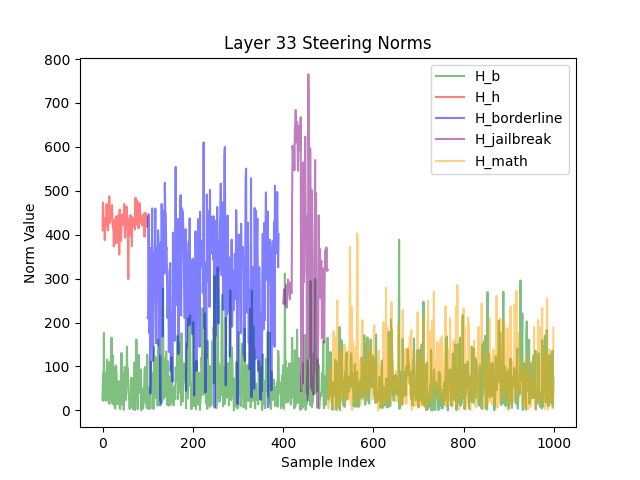 Layer 33 Steering Norms
800
700
600
500
400
300
200
100
0
Norm Value
H_b
H_h
H_borderline
H_jailbreak
H_math
0
200
400
600
800
1000
Sample Index